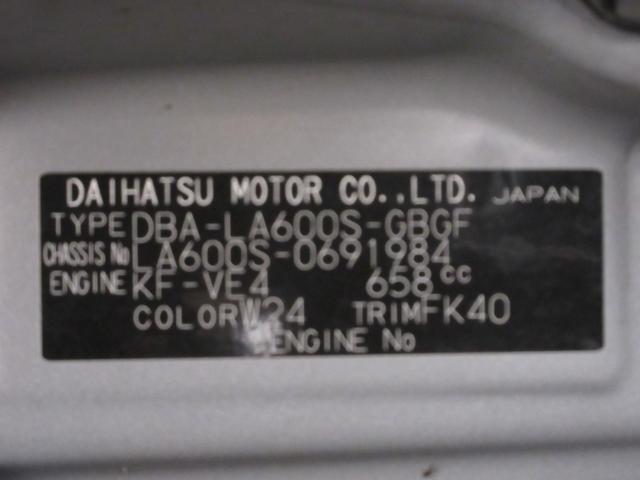 DAIHATSU MOTOR CO.,LTD. JAPAN
TYPE DBA-LA600S-GBGF
CHASSIS No LA600S-0691984
ENGINE KF-VE4 658cc
COLOR W24 TRIM FK40
ENGINE No